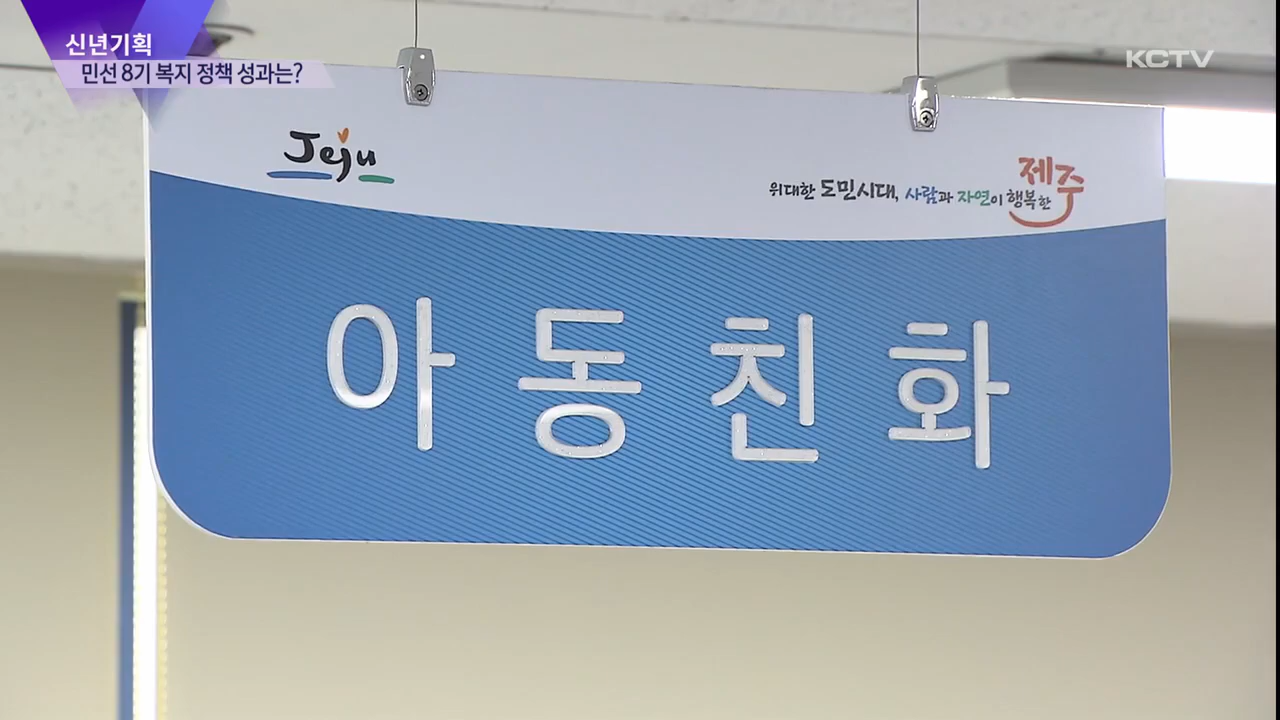 신년기획
민선 8기 복지 정책 성과는?
KCTV
Jeju
위대한 도민시대, 사람과 자연이 행복한 제주
아동친화